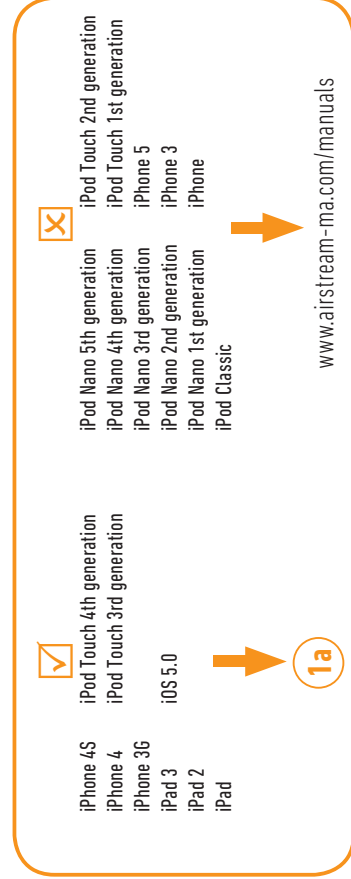 iPhone 4S
iPhone 4
iPhone 3G
iPad 3
iPad 2
iPad
iPod Touch 4th generation
iPod Touch 3rd generation
iOS 5.0
1a
iPod Nano 5th generation
iPod Nano 4th generation
iPod Nano 3rd generation
iPod Nano 2nd generation
iPod Nano 1st generation
iPod Classic
iPod Touch 2nd generation
iPod Touch 1st generation
iPhone 5
iPhone 3
iPhone
www.airstream-ma.com/manuals